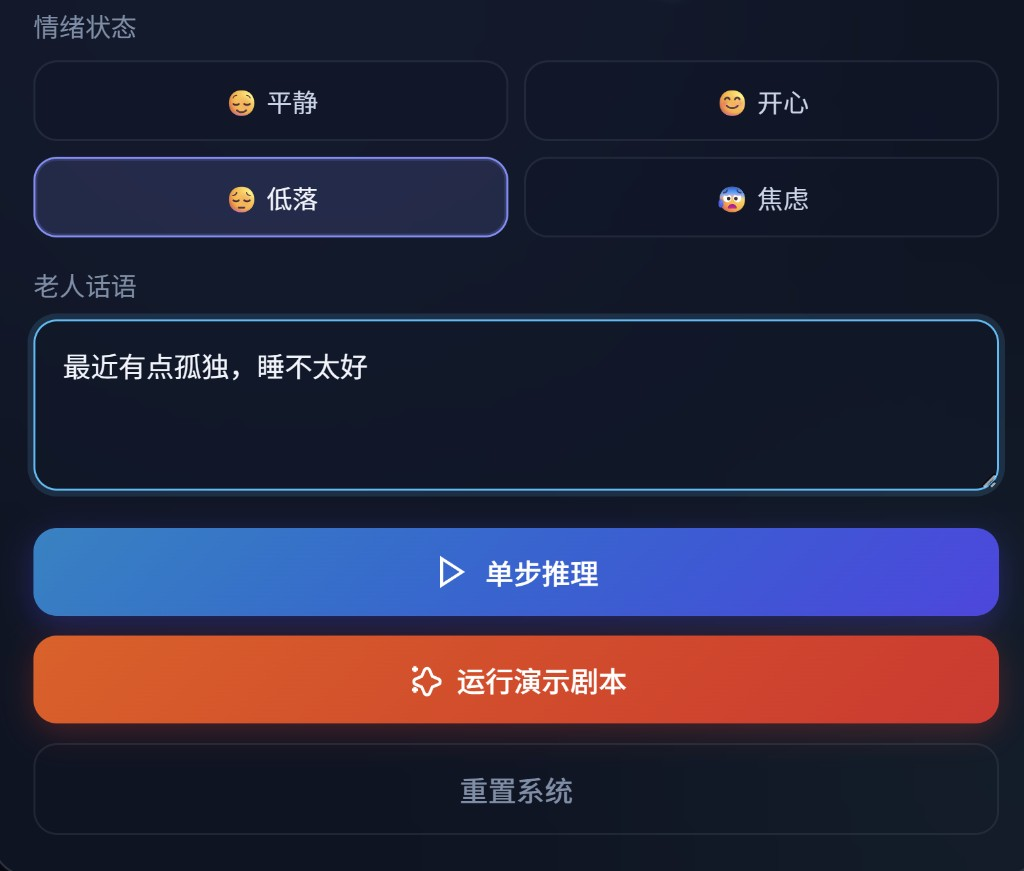 情绪状态
😌 平静
😊 开心
😔 低落
😰 焦虑
老人话语
最近有点孤独，睡不太好
单步推理
运行演示剧本
重置系统